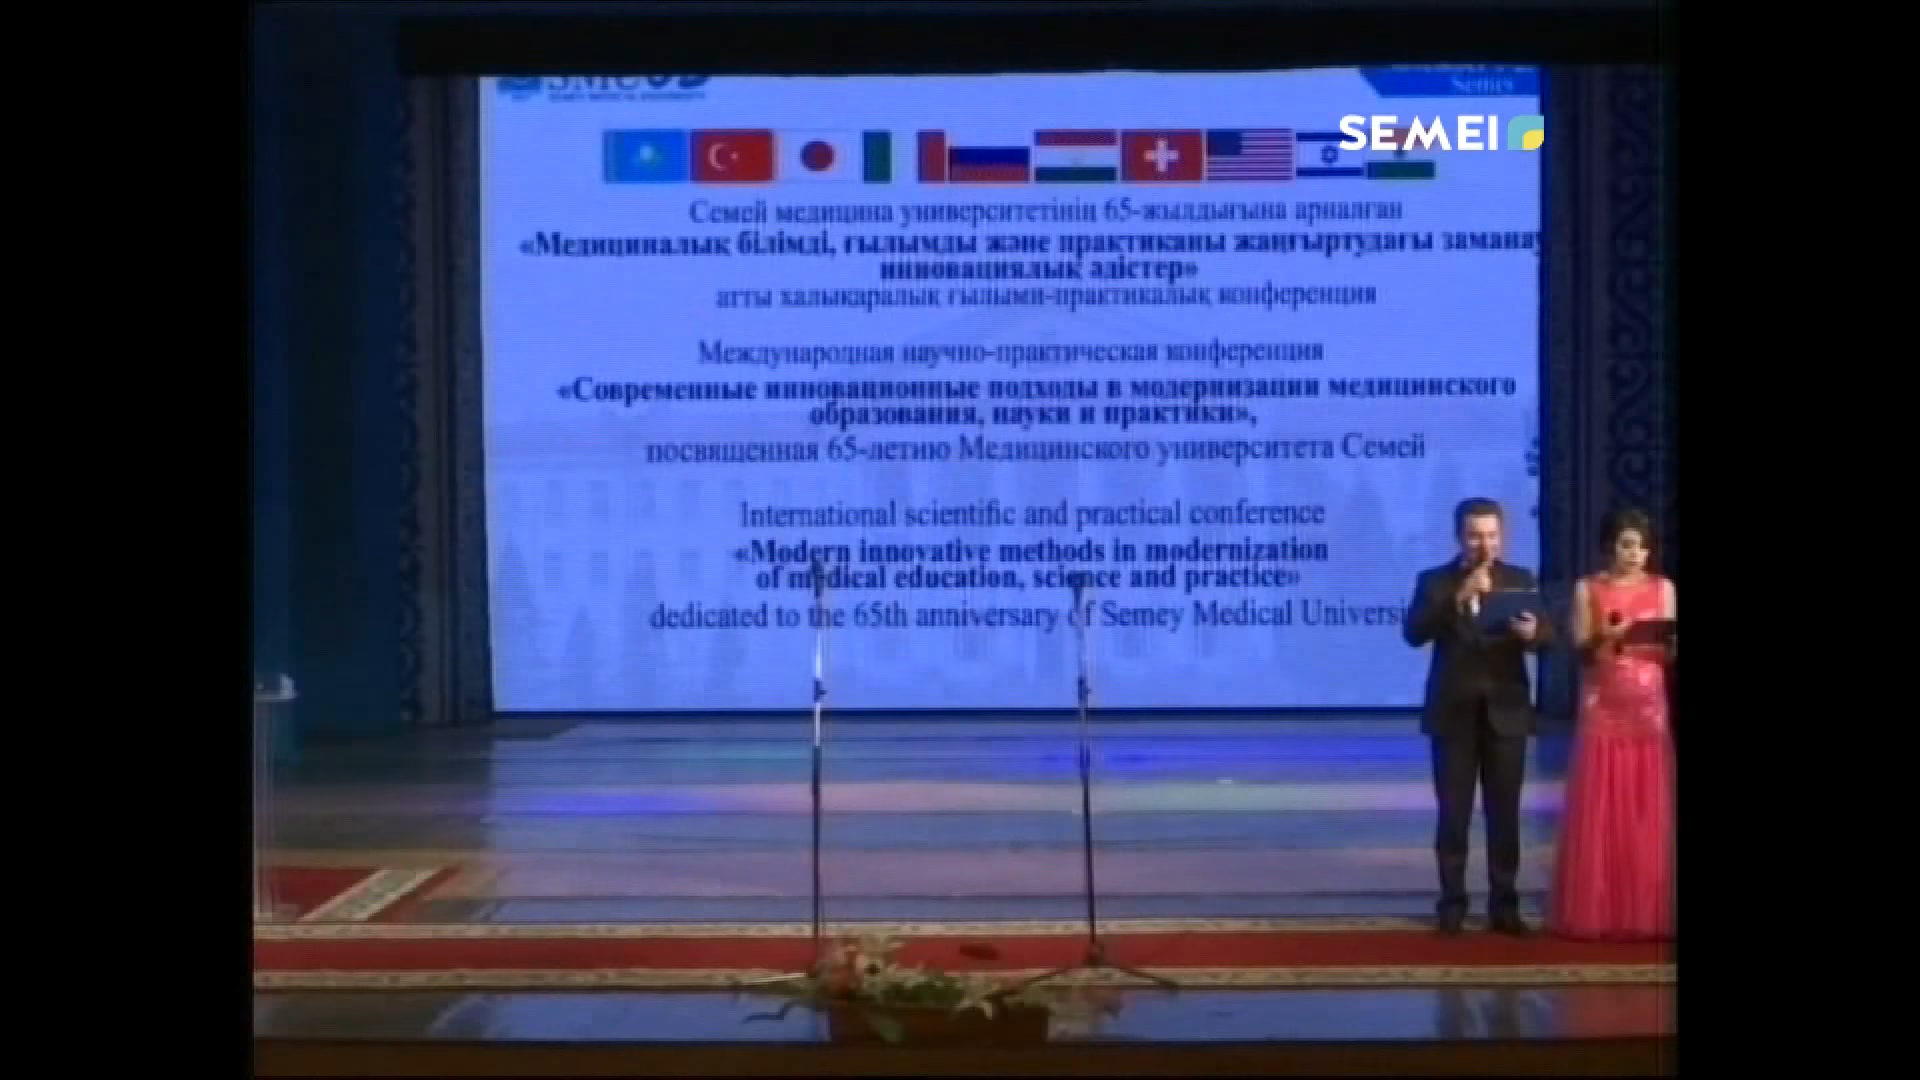 Semey
SEMEI
Семей медицина университетінің 65-жылдығына арналған
«Медициналық білімді, ғылымды және практиканы жаңғыртудағы
инновациялық әдістер»
атты халықаралық ғылыми-практикалық конференция
Международная научно-практическая конференция
«Современные инновационные подходы в модернизации медицинского
образования, науки и практики»,
посвященная 65-летию Медицинского университета Семей
International scientific and practical conference
«Modern innovative methods in modernization
of medical education, science and practice»
dedicated to the 65th anniversary of Semey Medical